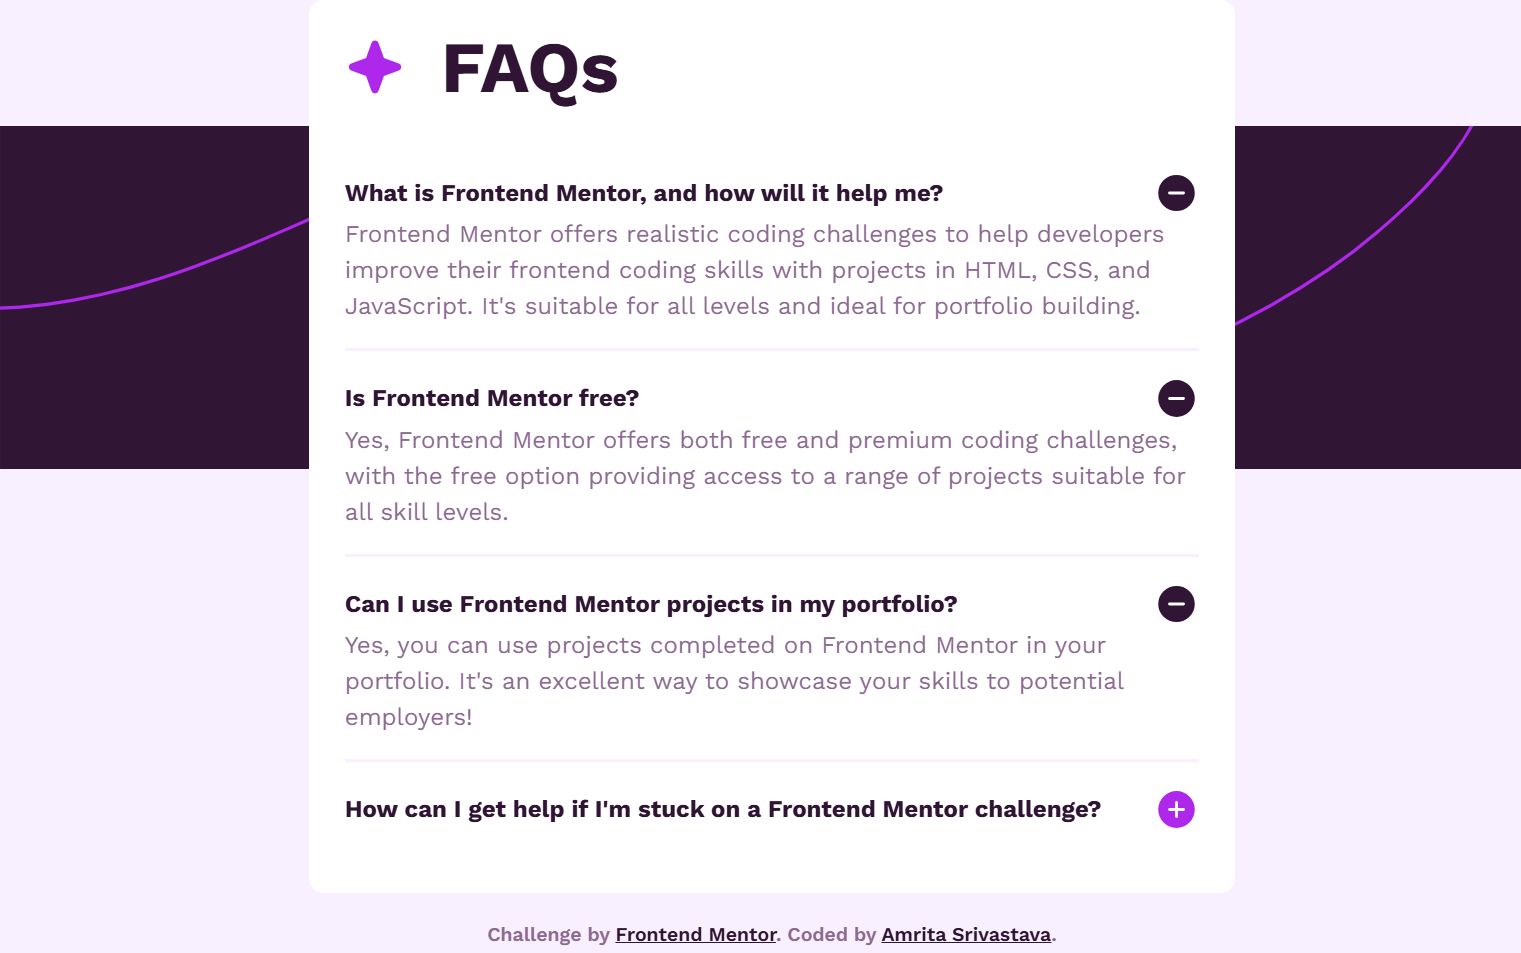 FAQs
What is Frontend Mentor, and how will it help me?
Frontend Mentor offers realistic coding challenges to help developers
improve their frontend coding skills with projects in HTML, CSS, and
JavaScript. It's suitable for all levels and ideal for portfolio building.
Is Frontend Mentor free?
Yes, Frontend Mentor offers both free and premium coding challenges,
with the free option providing access to a range of projects suitable for
all skill levels.
Can I use Frontend Mentor projects in my portfolio?
Yes, you can use projects completed on Frontend Mentor in your
portfolio. It's an excellent way to showcase your skills to potential
employers!
How can I get help if I'm stuck on a Frontend Mentor challenge?
Challenge by Frontend Mentor. Coded by Amrita Srivastava.